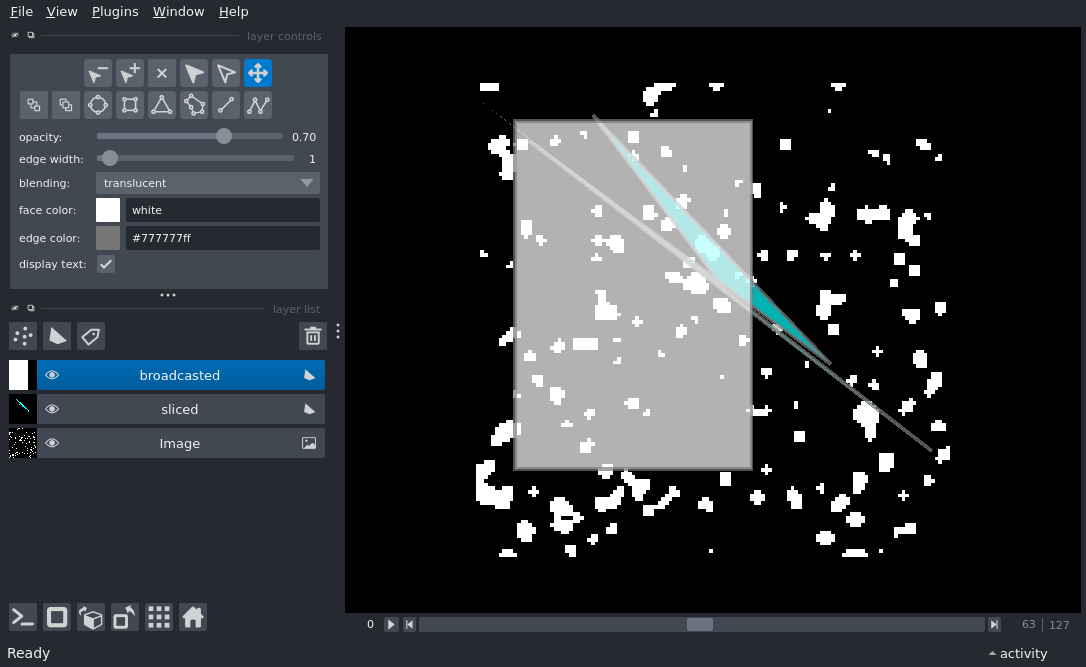 File View Plugins Window Help
layer controls
opacity: 0.70
edge width: 1
blending: translucent
face color: white
edge color: #777777ff
display text:
layer list
broadcasted
sliced
Image
0 63 127
Ready activity